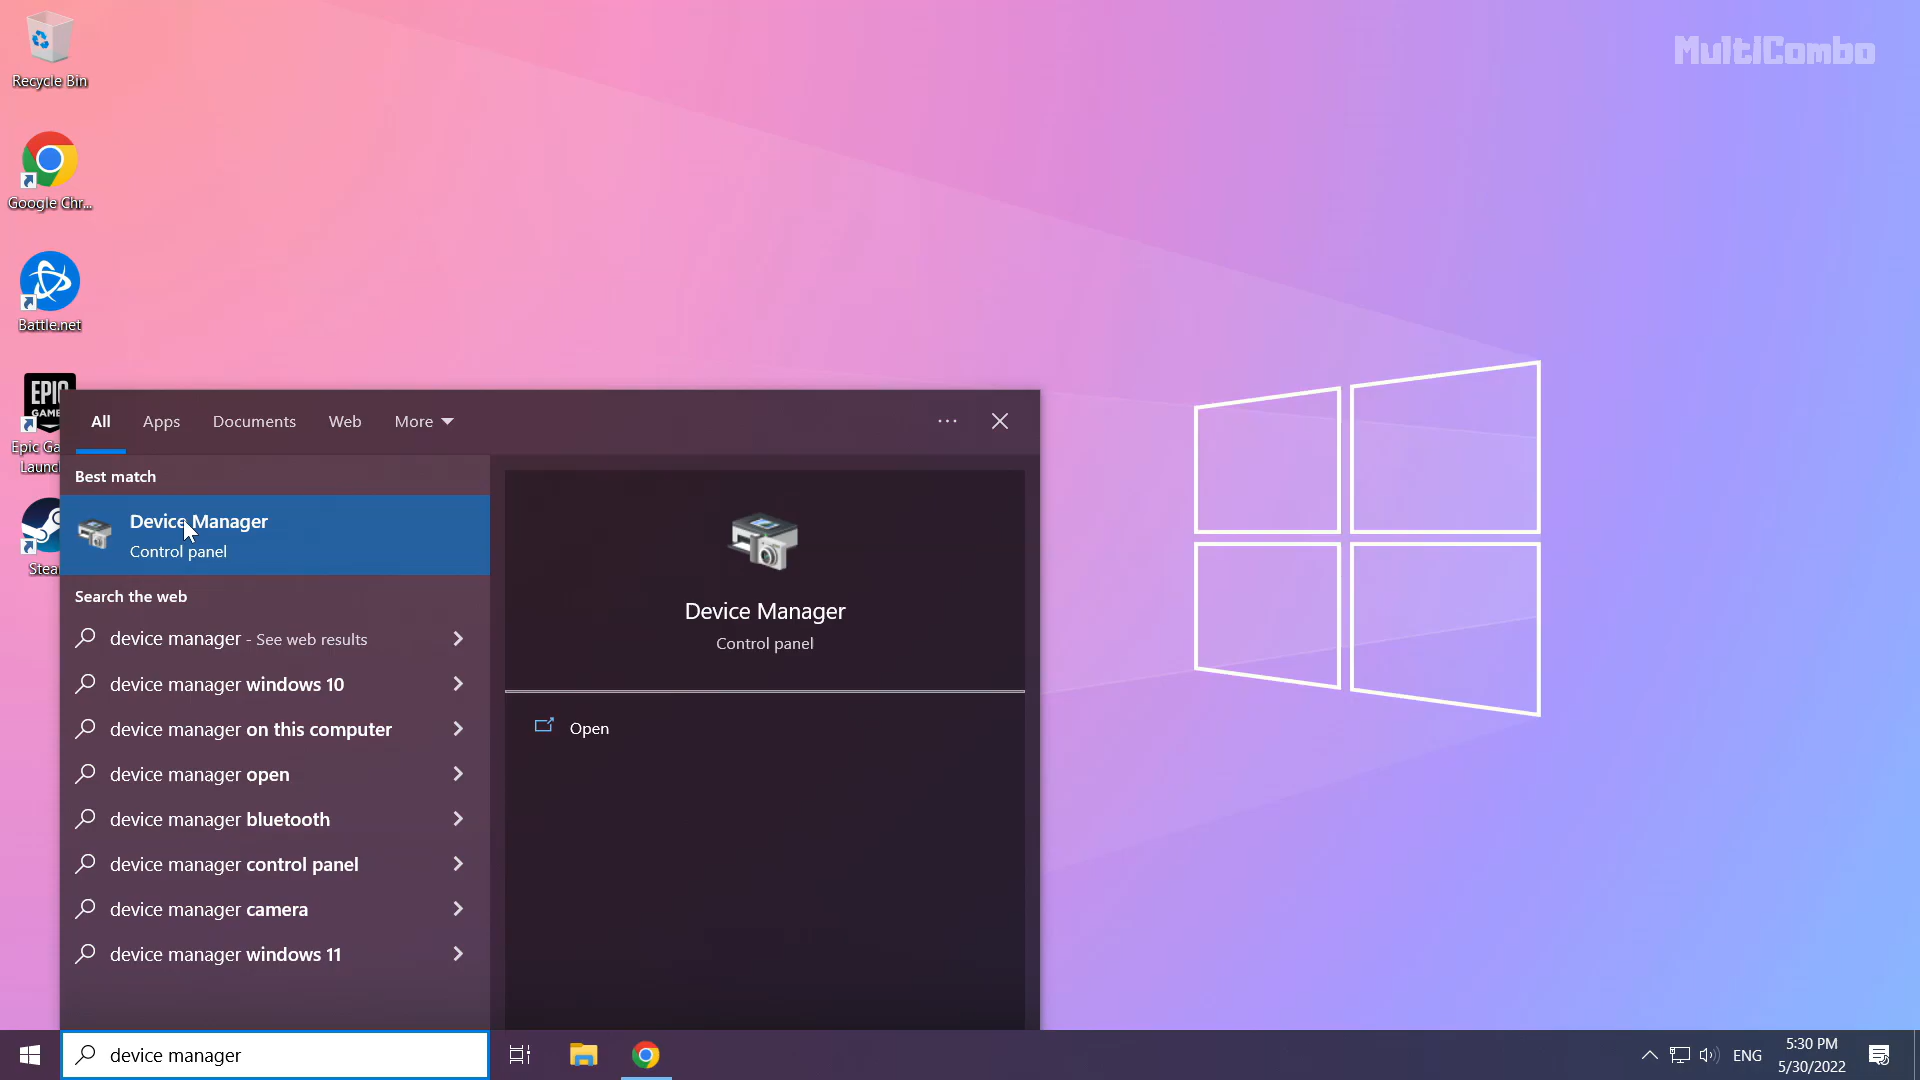 MultiCombo
Recycle Bin
Google Chr...
Battle.net
EPIC
GAM
Epic Ga
Launc
Stea
All
Apps
Documents
Web
More
Best match
Device Manager
Control panel
Search the web
device manager - See web results
device manager windows 10
device manager on this computer
device manager open
device manager bluetooth
device manager control panel
device manager camera
device manager windows 11
Device Manager
Control panel
Open
device manager
ENG
5:30 PM
5/30/2022